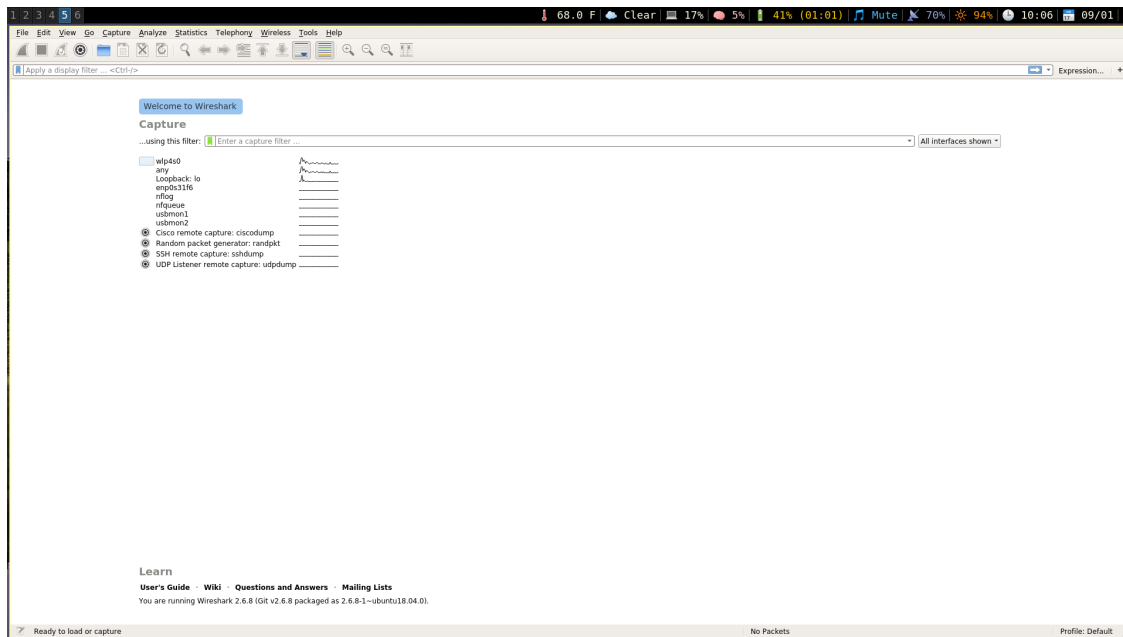 1 2 3 4 5 6 68.0 F Clear 17% 5% 41% (01:01) Mute 70% 94% 10:06 09/01
File Edit View Go Capture Analyze Statistics Telephony Wireless Tools Help
Apply a display filter ... <Ctrl-/> Expression... +
Welcome to Wireshark
Capture
...using this filter: Enter a capture filter ... All interfaces shown
wlp4s0
any
Loopback: lo
enp0s31f6
nflog
nfqueue
usbmon1
usbmon2
Cisco remote capture: ciscodump
Random packet generator: randpkt
SSH remote capture: sshdump
UDP Listener remote capture: udpdump
Learn
User's Guide · Wiki · Questions and Answers · Mailing Lists
You are running Wireshark 2.6.8 (Git v2.6.8 packaged as 2.6.8-1~ubuntu18.04.0).
Ready to load or capture No Packets Profile: Default